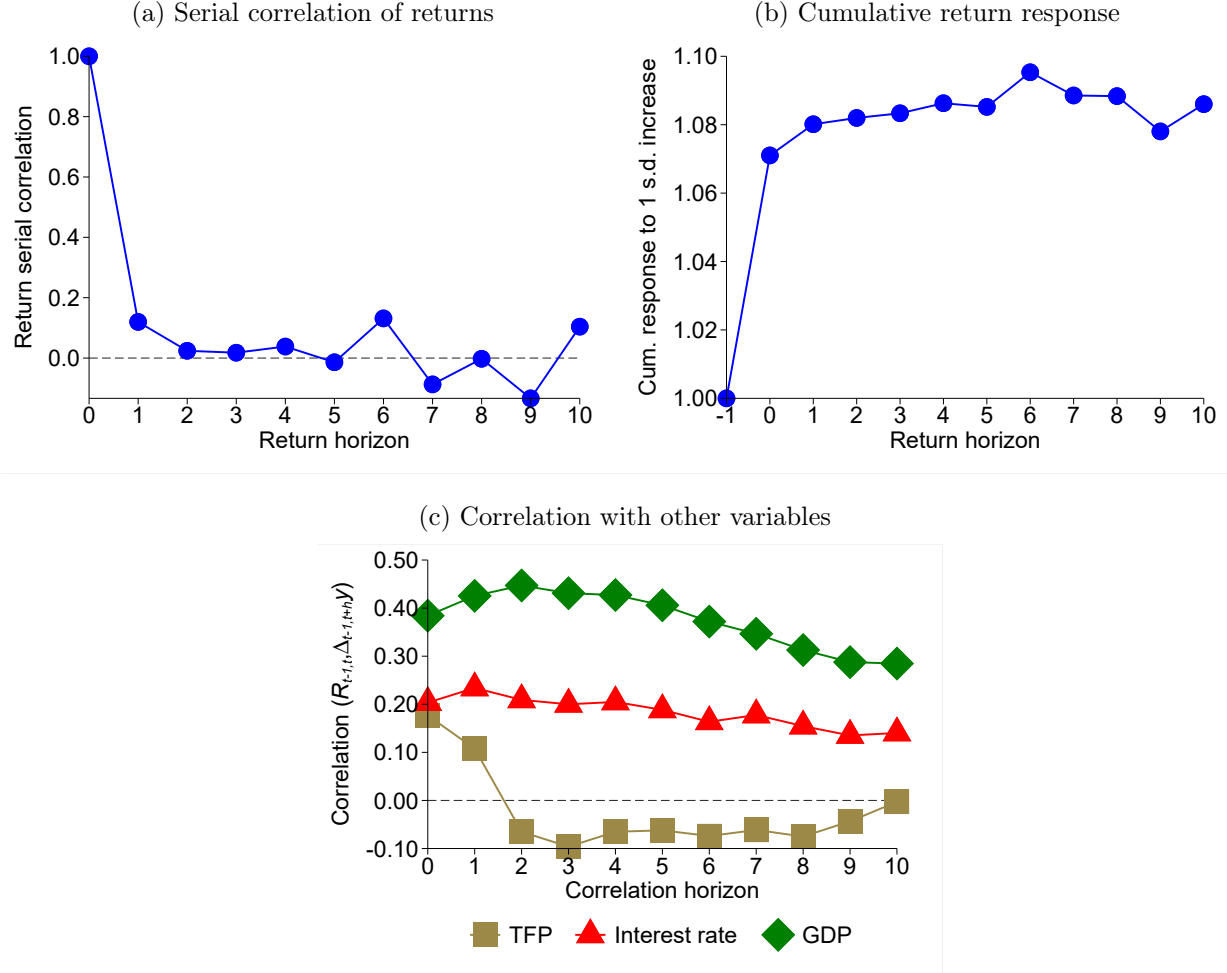 (a) Serial correlation of returns
Return serial correlation
1.0
0.8
0.6
0.4
0.2
0.0
0 1 2 3 4 5 6 7 8 9 10
Return horizon
(b) Cumulative return response
Cum. response to 1 s.d. increase
1.10
1.08
1.06
1.04
1.02
1.00
-1 0 1 2 3 4 5 6 7 8 9 10
Return horizon
(c) Correlation with other variables
Correlation (R_{t-1,t},Δ_{t-1,t+h}y)
0.50
0.40
0.30
0.20
0.10
0.00
-0.10
0 1 2 3 4 5 6 7 8 9 10
Correlation horizon
TFP Interest rate GDP